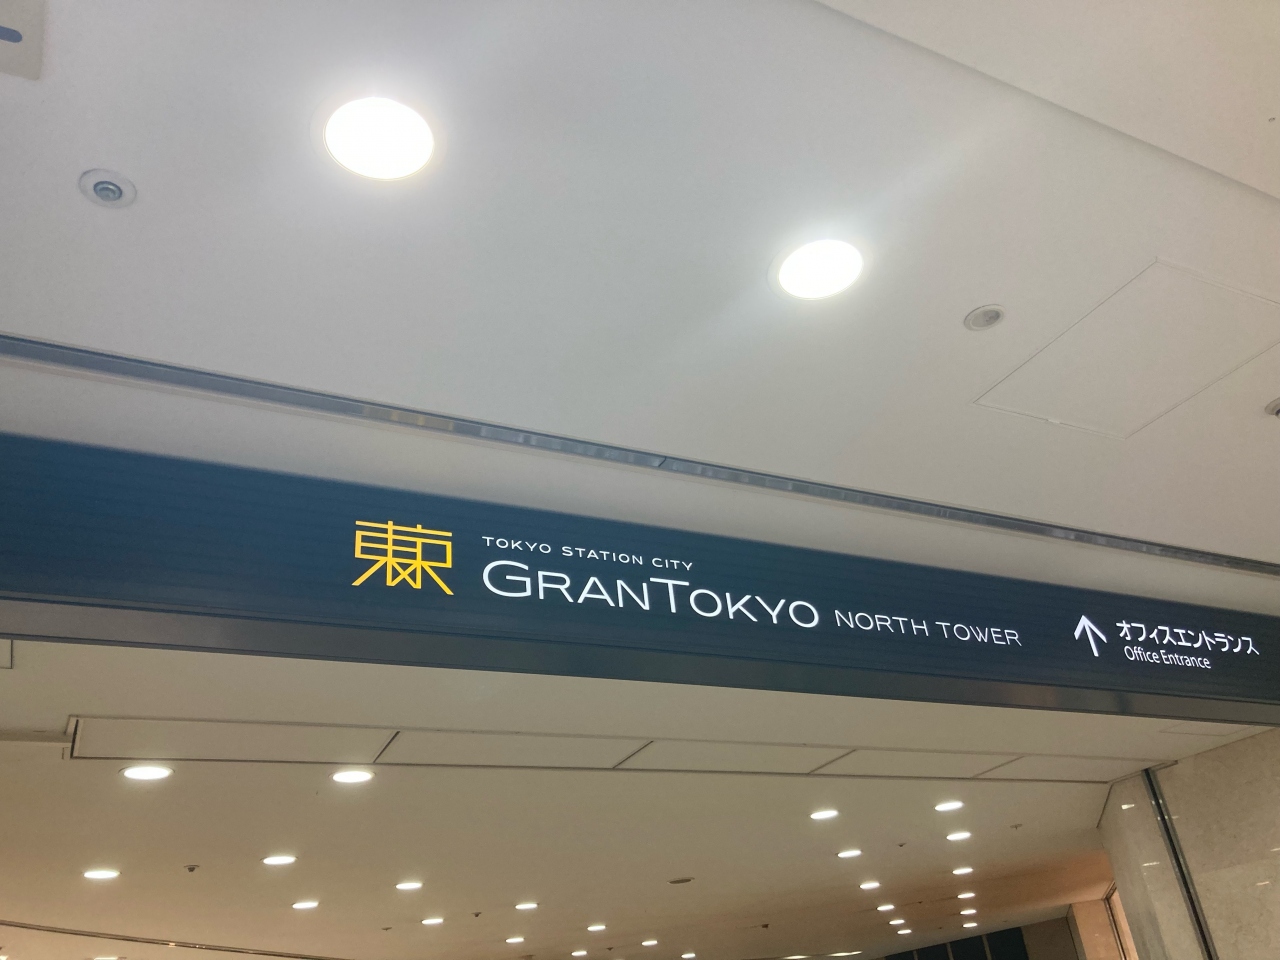 東
TOKYO STATION CITY
GRANTOKYO NORTH TOWER
↑ オフィスエントランス
Office Entrance